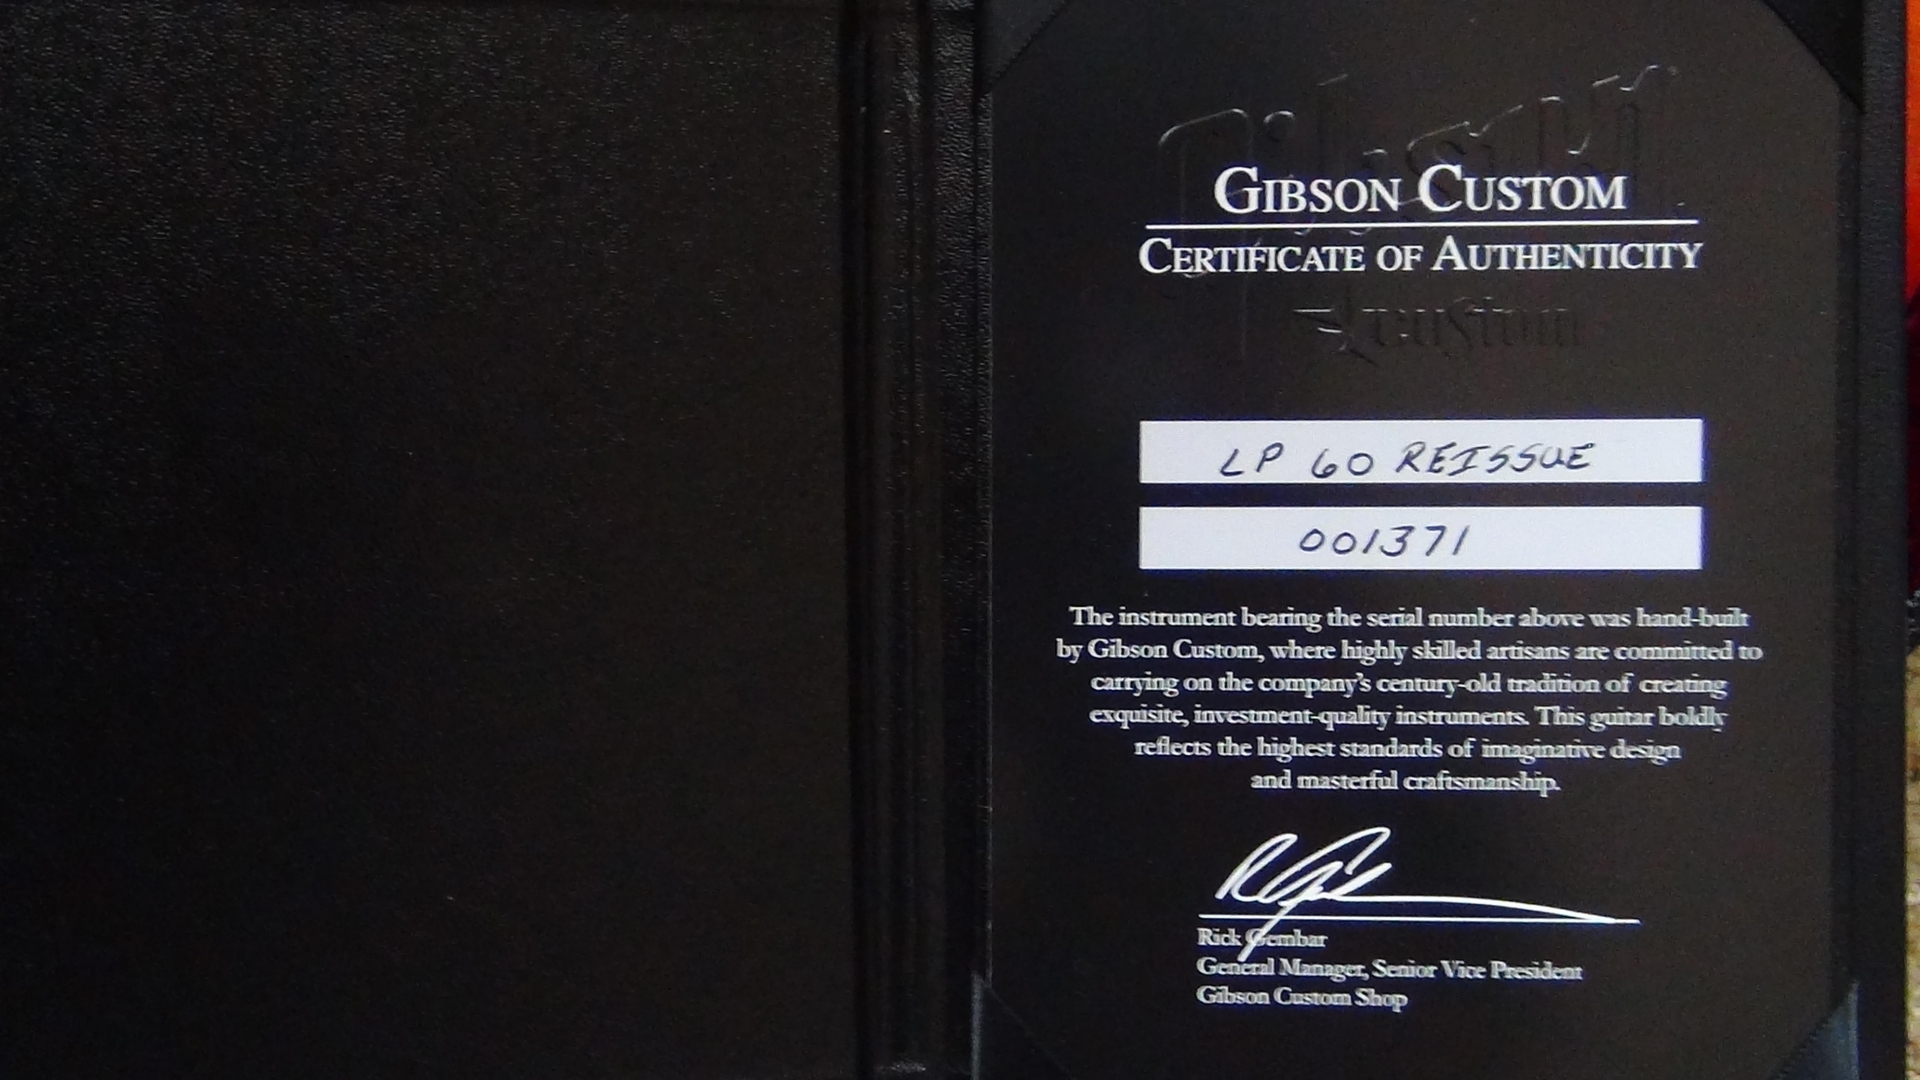 GIBSON CUSTOM
CERTIFICATE OF AUTHENTICITY
Custom
LP 60 REISSUE
001371
The instrument bearing the serial number above was hand-built
by Gibson Custom, where highly skilled artisans are committed to
carrying on the company's century-old tradition of creating
exquisite, investment-quality instruments. This guitar boldly
reflects the highest standards of imaginative design
and masterful craftsmanship.
Rick Gembar
General Manager, Senior Vice President
Gibson Custom Shop